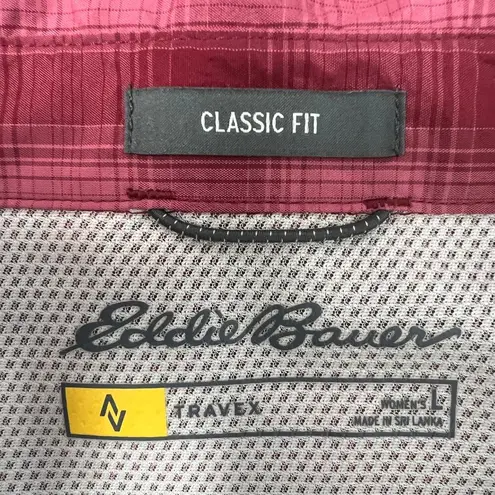 CLASSIC FIT
Eddie Bauer
TRAVEX
WOMEN'S L
MADE IN SRI LANKA